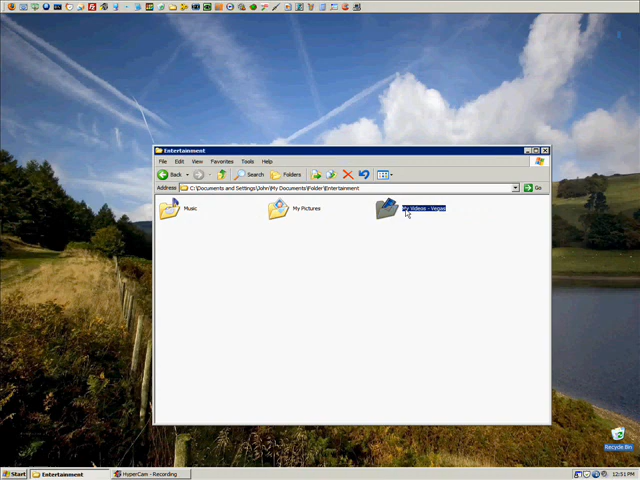 Entertainment
File Edit View Favorites Tools Help
Back Search Folders
Address C:\Documents and Settings\John\My Documents\Folder\Entertainment Go
Music My Pictures My Videos - Vegas
Recycle Bin
Start Entertainment HyperCam - Recording 12:51 PM